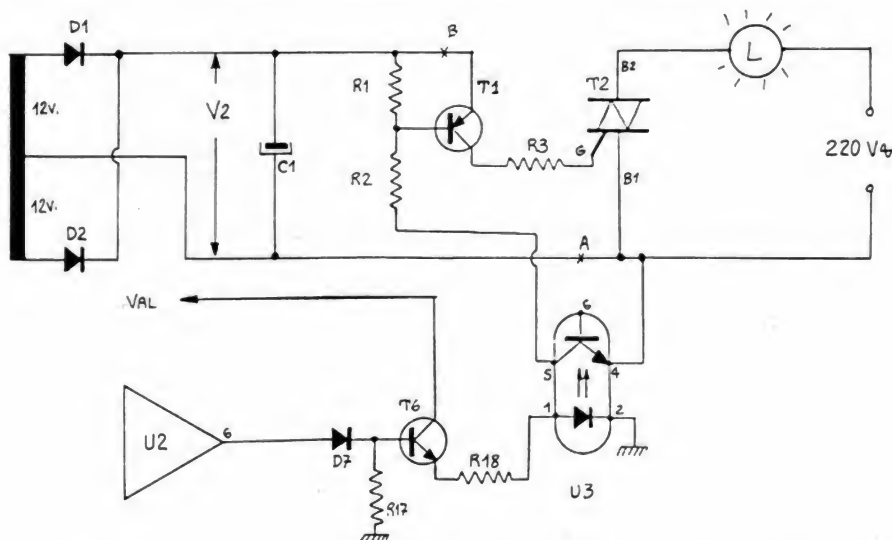 D1
B
T1
B2
L
T2
R1
12v.
V2
C1
R3
G
220 V∿
R2
B1
12v.
D2
A
VAL
6
5
4
T6
1
2
U2
6
D7
R18
R17
U3